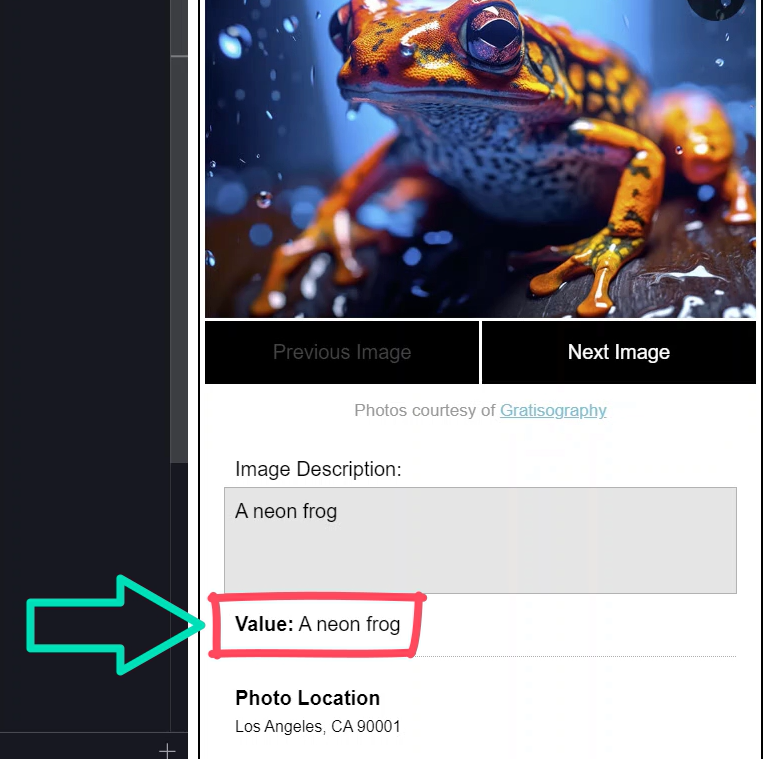 Previous Image
Next Image
Photos courtesy of Gratisography
Image Description:
A neon frog
Value: A neon frog
Photo Location
Los Angeles, CA 90001